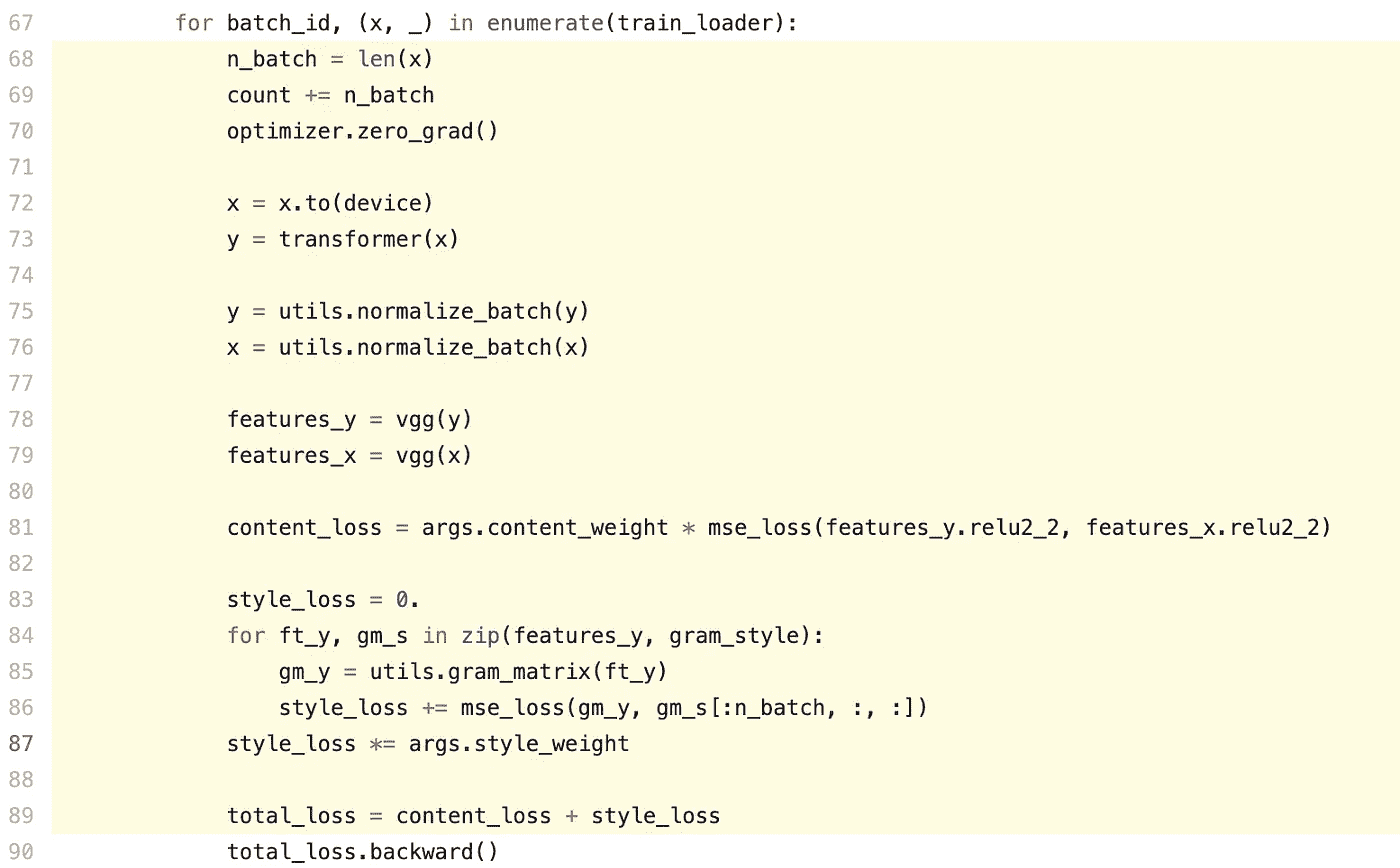 67 for batch_id, (x, _) in enumerate(train_loader):
68 n_batch = len(x)
69 count += n_batch
70 optimizer.zero_grad()
71
72 x = x.to(device)
73 y = transformer(x)
74
75 y = utils.normalize_batch(y)
76 x = utils.normalize_batch(x)
77
78 features_y = vgg(y)
79 features_x = vgg(x)
80
81 content_loss = args.content_weight * mse_loss(features_y.relu2_2, features_x.relu2_2)
82
83 style_loss = 0.
84 for ft_y, gm_s in zip(features_y, gram_style):
85 gm_y = utils.gram_matrix(ft_y)
86 style_loss += mse_loss(gm_y, gm_s[:n_batch, :, :])
87 style_loss *= args.style_weight
88
89 total_loss = content_loss + style_loss
90 total_loss.backward()